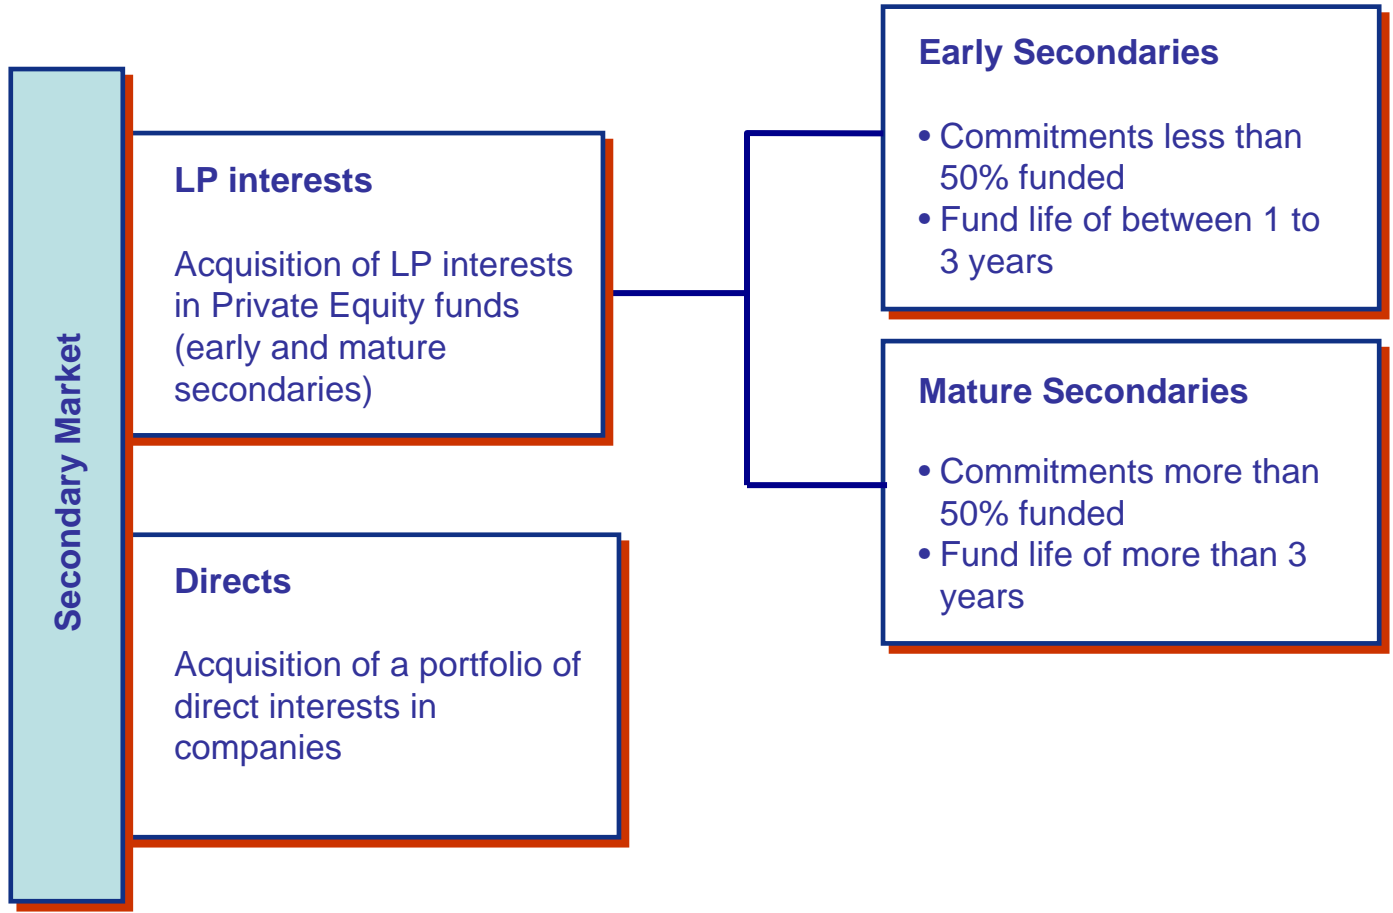 Secondary Market
LP interests
Acquisition of LP interests
in Private Equity funds
(early and mature
secondaries)
Directs
Acquisition of a portfolio of
direct interests in
companies
Early Secondaries
• Commitments less than
50% funded
• Fund life of between 1 to
3 years
Mature Secondaries
• Commitments more than
50% funded
• Fund life of more than 3
years